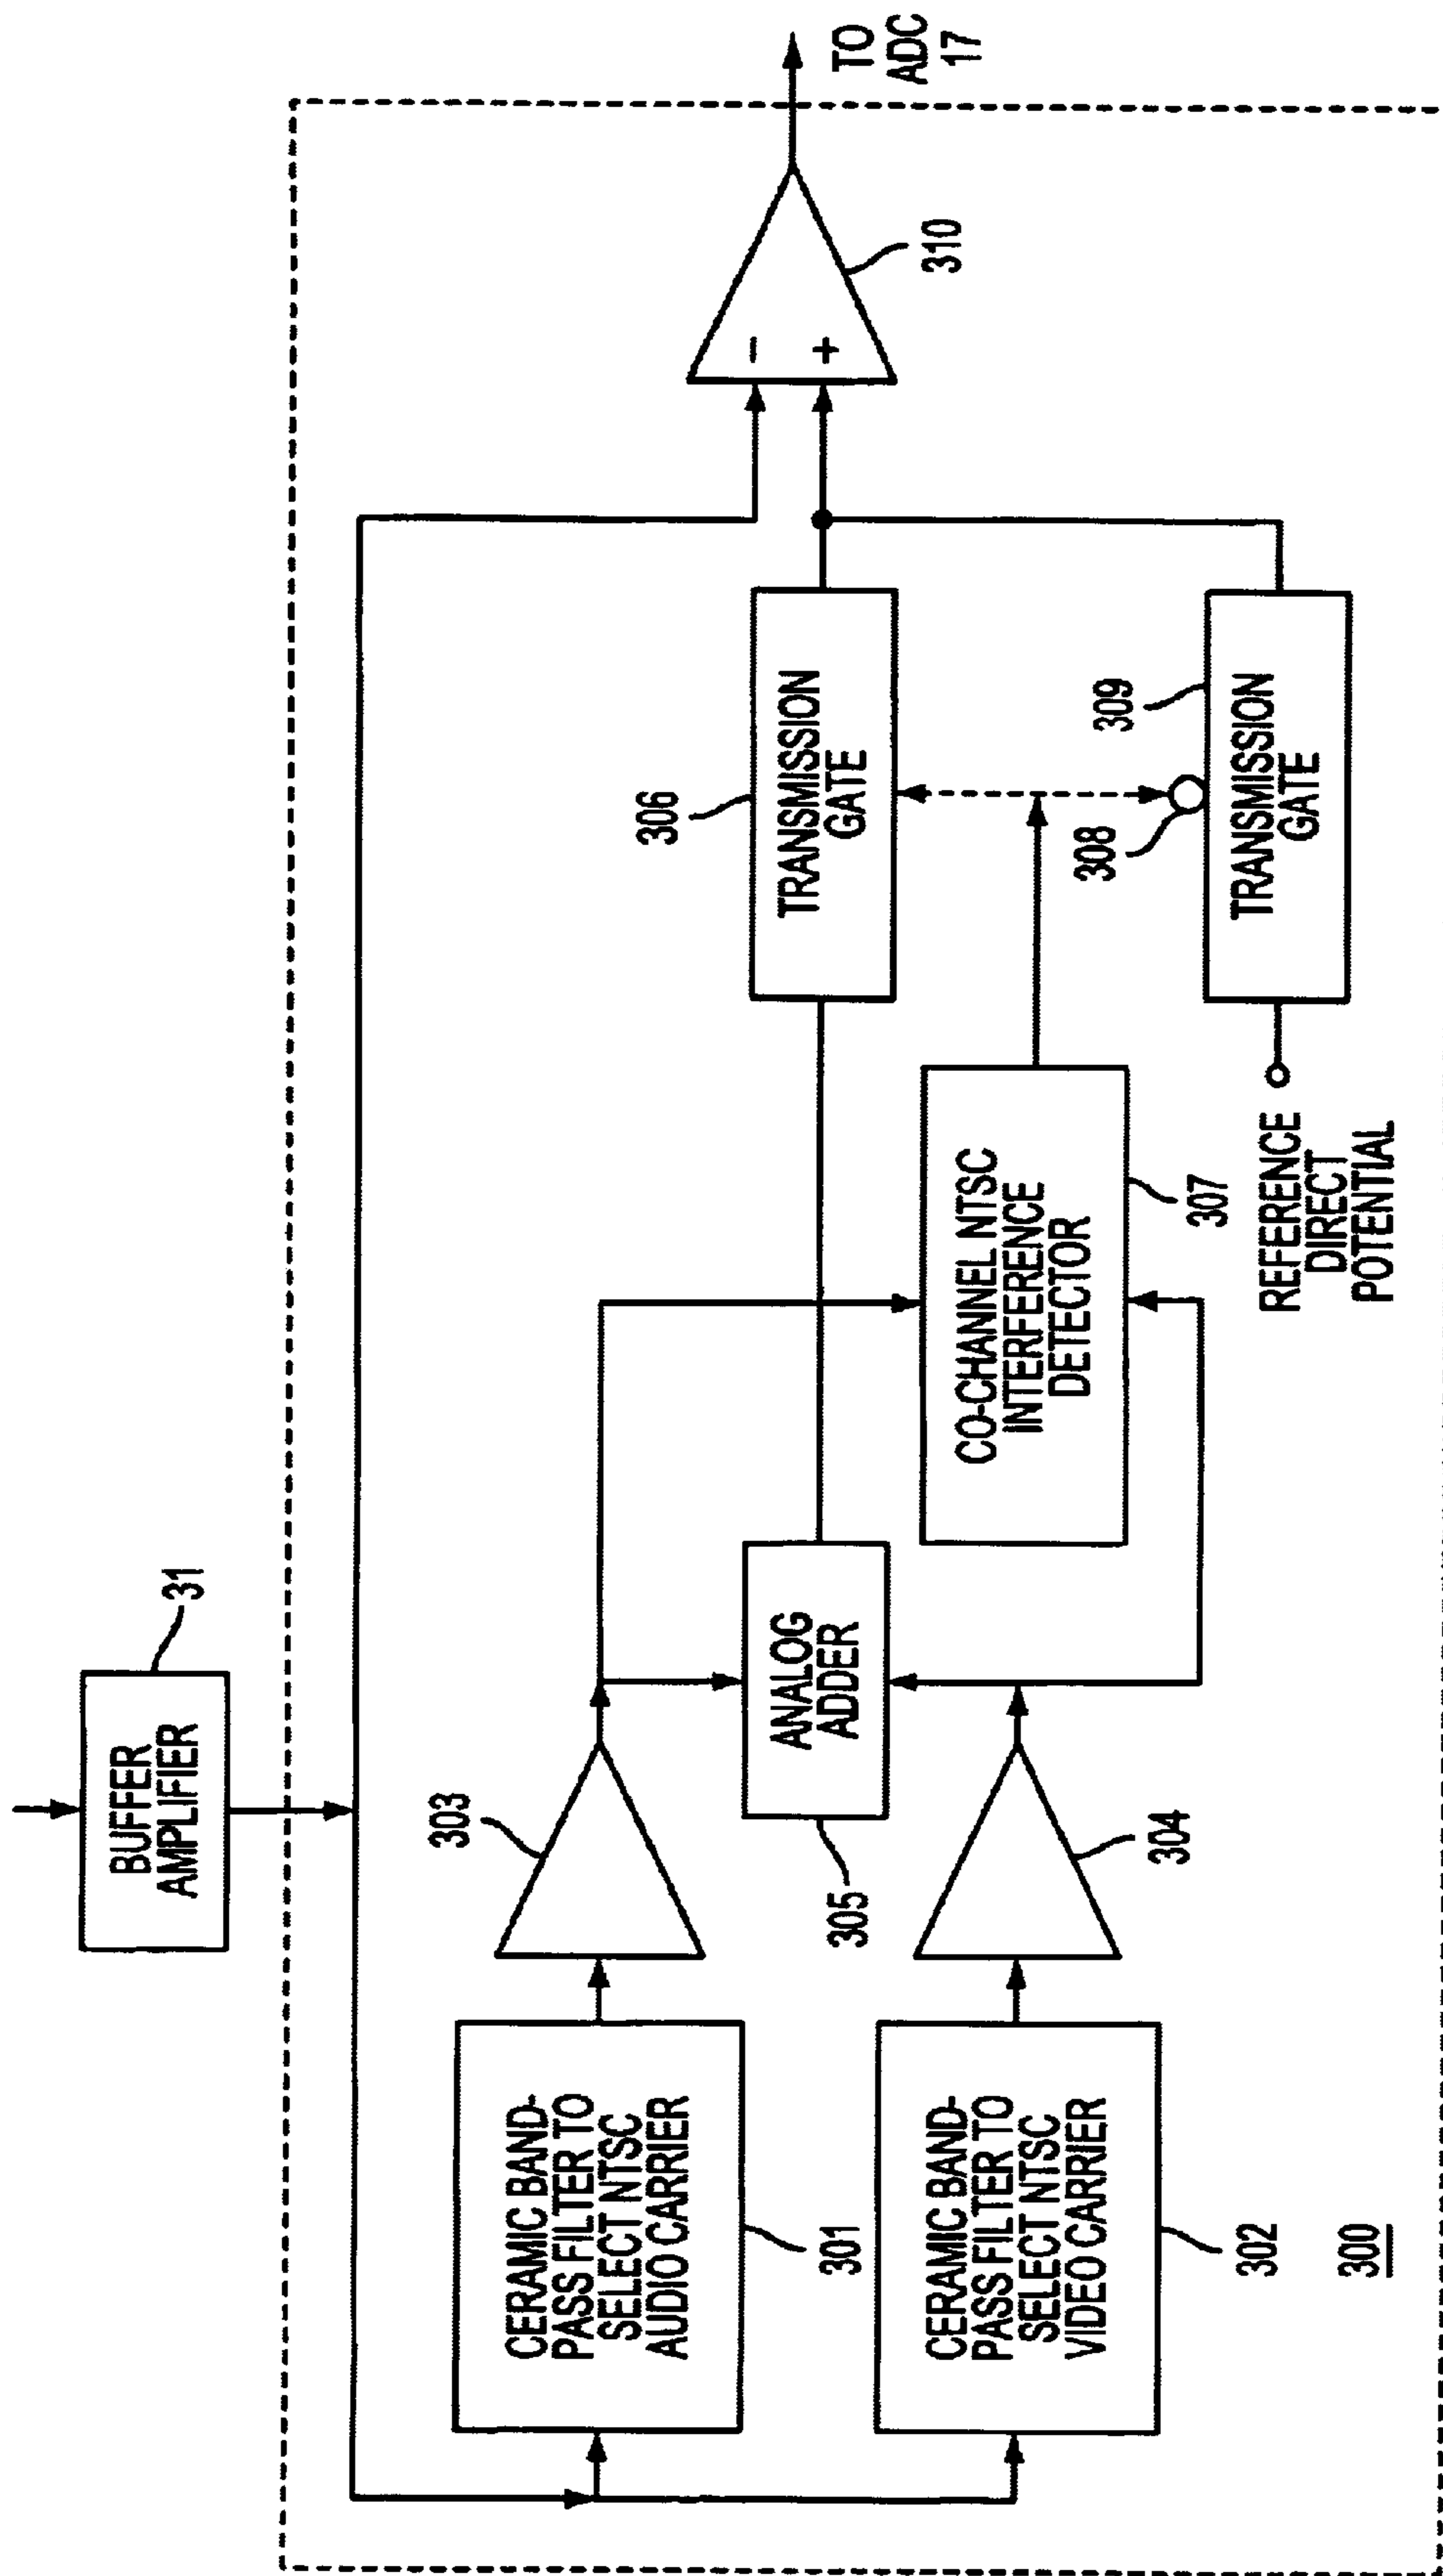 BUFFER
AMPLIFIER
31
CERAMIC BAND-
PASS FILTER TO
SELECT NTSC
AUDIO CARRIER
301
CERAMIC BAND-
PASS FILTER TO
SELECT NTSC
VIDEO CARRIER
302
300
303
304
ANALOG
ADDER
305
CO-CHANNEL NTSC
INTERFERENCE
DETECTOR
307
TRANSMISSION
GATE
306
308
309
TRANSMISSION
GATE
REFERENCE
DIRECT
POTENTIAL
-
+
310
TO
ADC
17